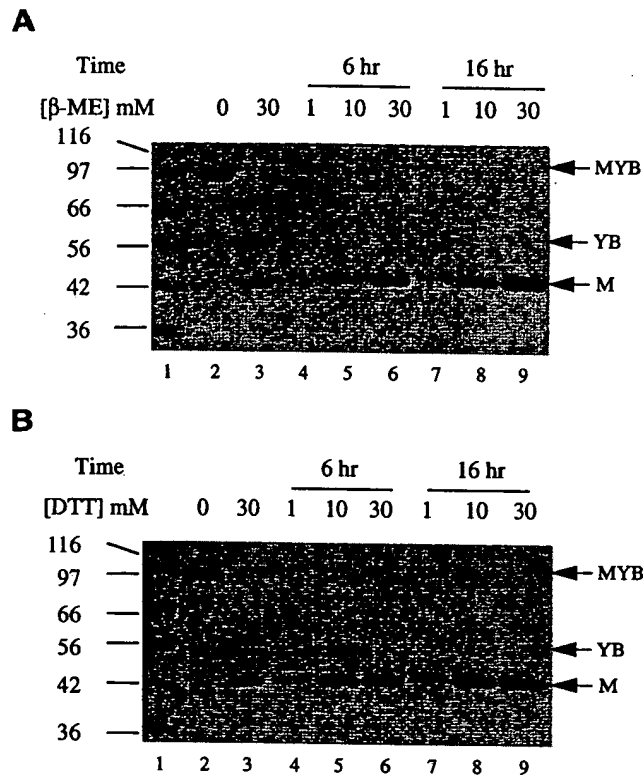 A
Time 6 hr 16 hr
[β-ME] mM 0 30 1 10 30 1 10 30
116
97 MYB
66
56 YB
42 M
36
1 2 3 4 5 6 7 8 9
B
Time 6 hr 16 hr
[DTT] mM 0 30 1 10 30 1 10 30
116
97 MYB
66
56 YB
42 M
36
1 2 3 4 5 6 7 8 9